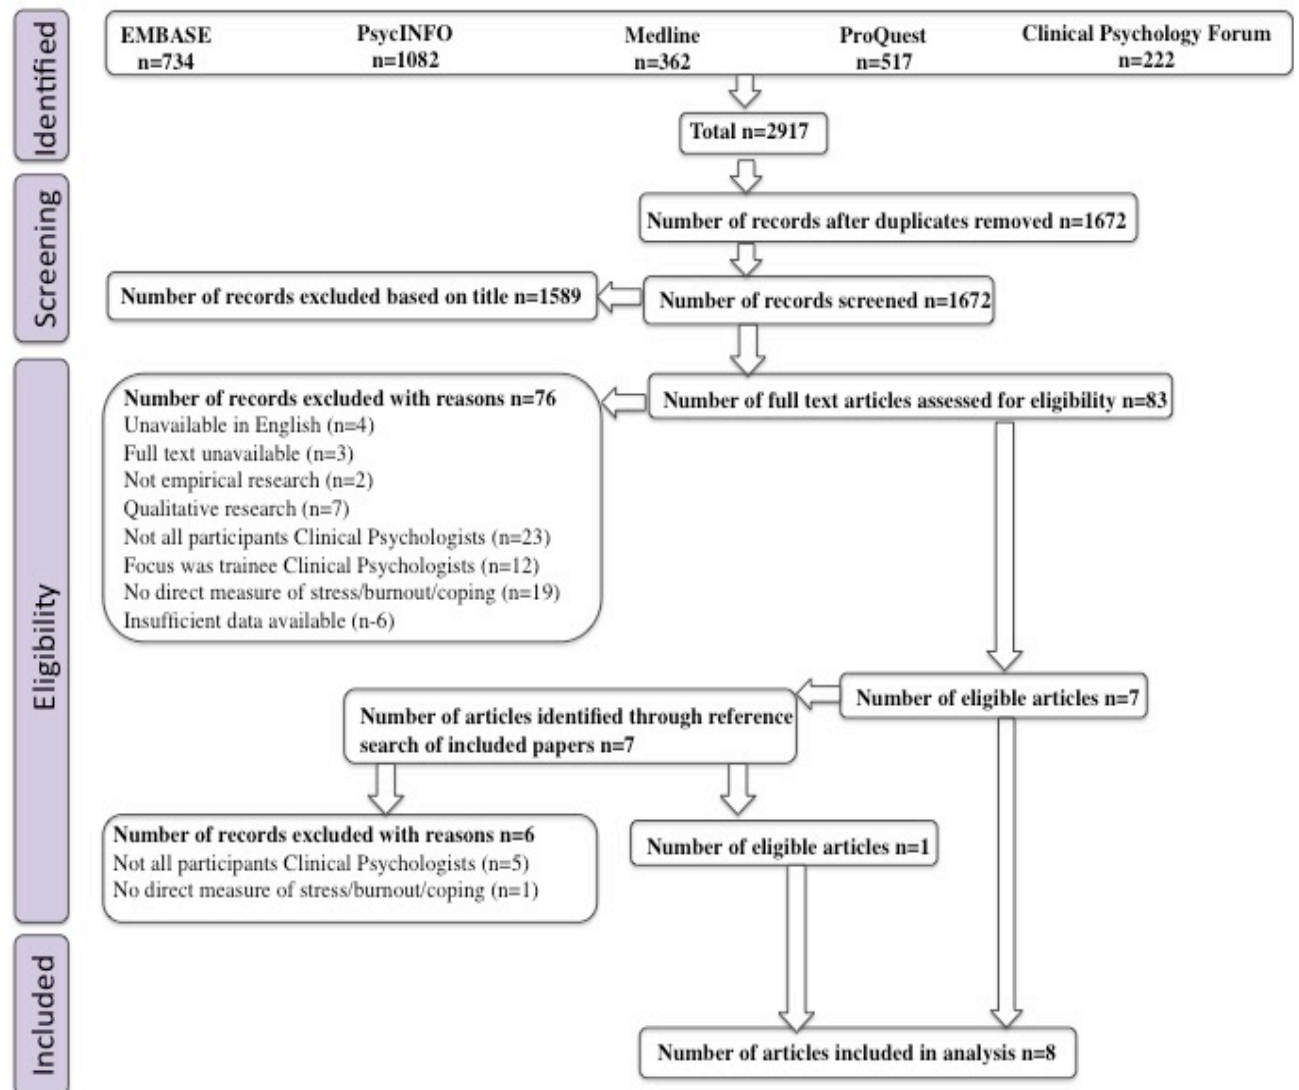 Identified
EMBASE PsycINFO Medline ProQuest Clinical Psychology Forum
n=734 n=1082 n=362 n=517 n=222
Total n=2917
Screening
Number of records after duplicates removed n=1672
Number of records excluded based on title n=1589
Number of records screened n=1672
Eligibility
Number of full text articles assessed for eligibility n=83
Number of records excluded with reasons n=76
Unavailable in English (n=4)
Full text unavailable (n=3)
Not empirical research (n=2)
Qualitative research (n=7)
Not all participants Clinical Psychologists (n=23)
Focus was trainee Clinical Psychologists (n=12)
No direct measure of stress/burnout/coping (n=19)
Insufficient data available (n-6)
Number of eligible articles n=7
Number of articles identified through reference
search of included papers n=7
Number of records excluded with reasons n=6
Not all participants Clinical Psychologists (n=5)
No direct measure of stress/burnout/coping (n=1)
Number of eligible articles n=1
Included
Number of articles included in analysis n=8